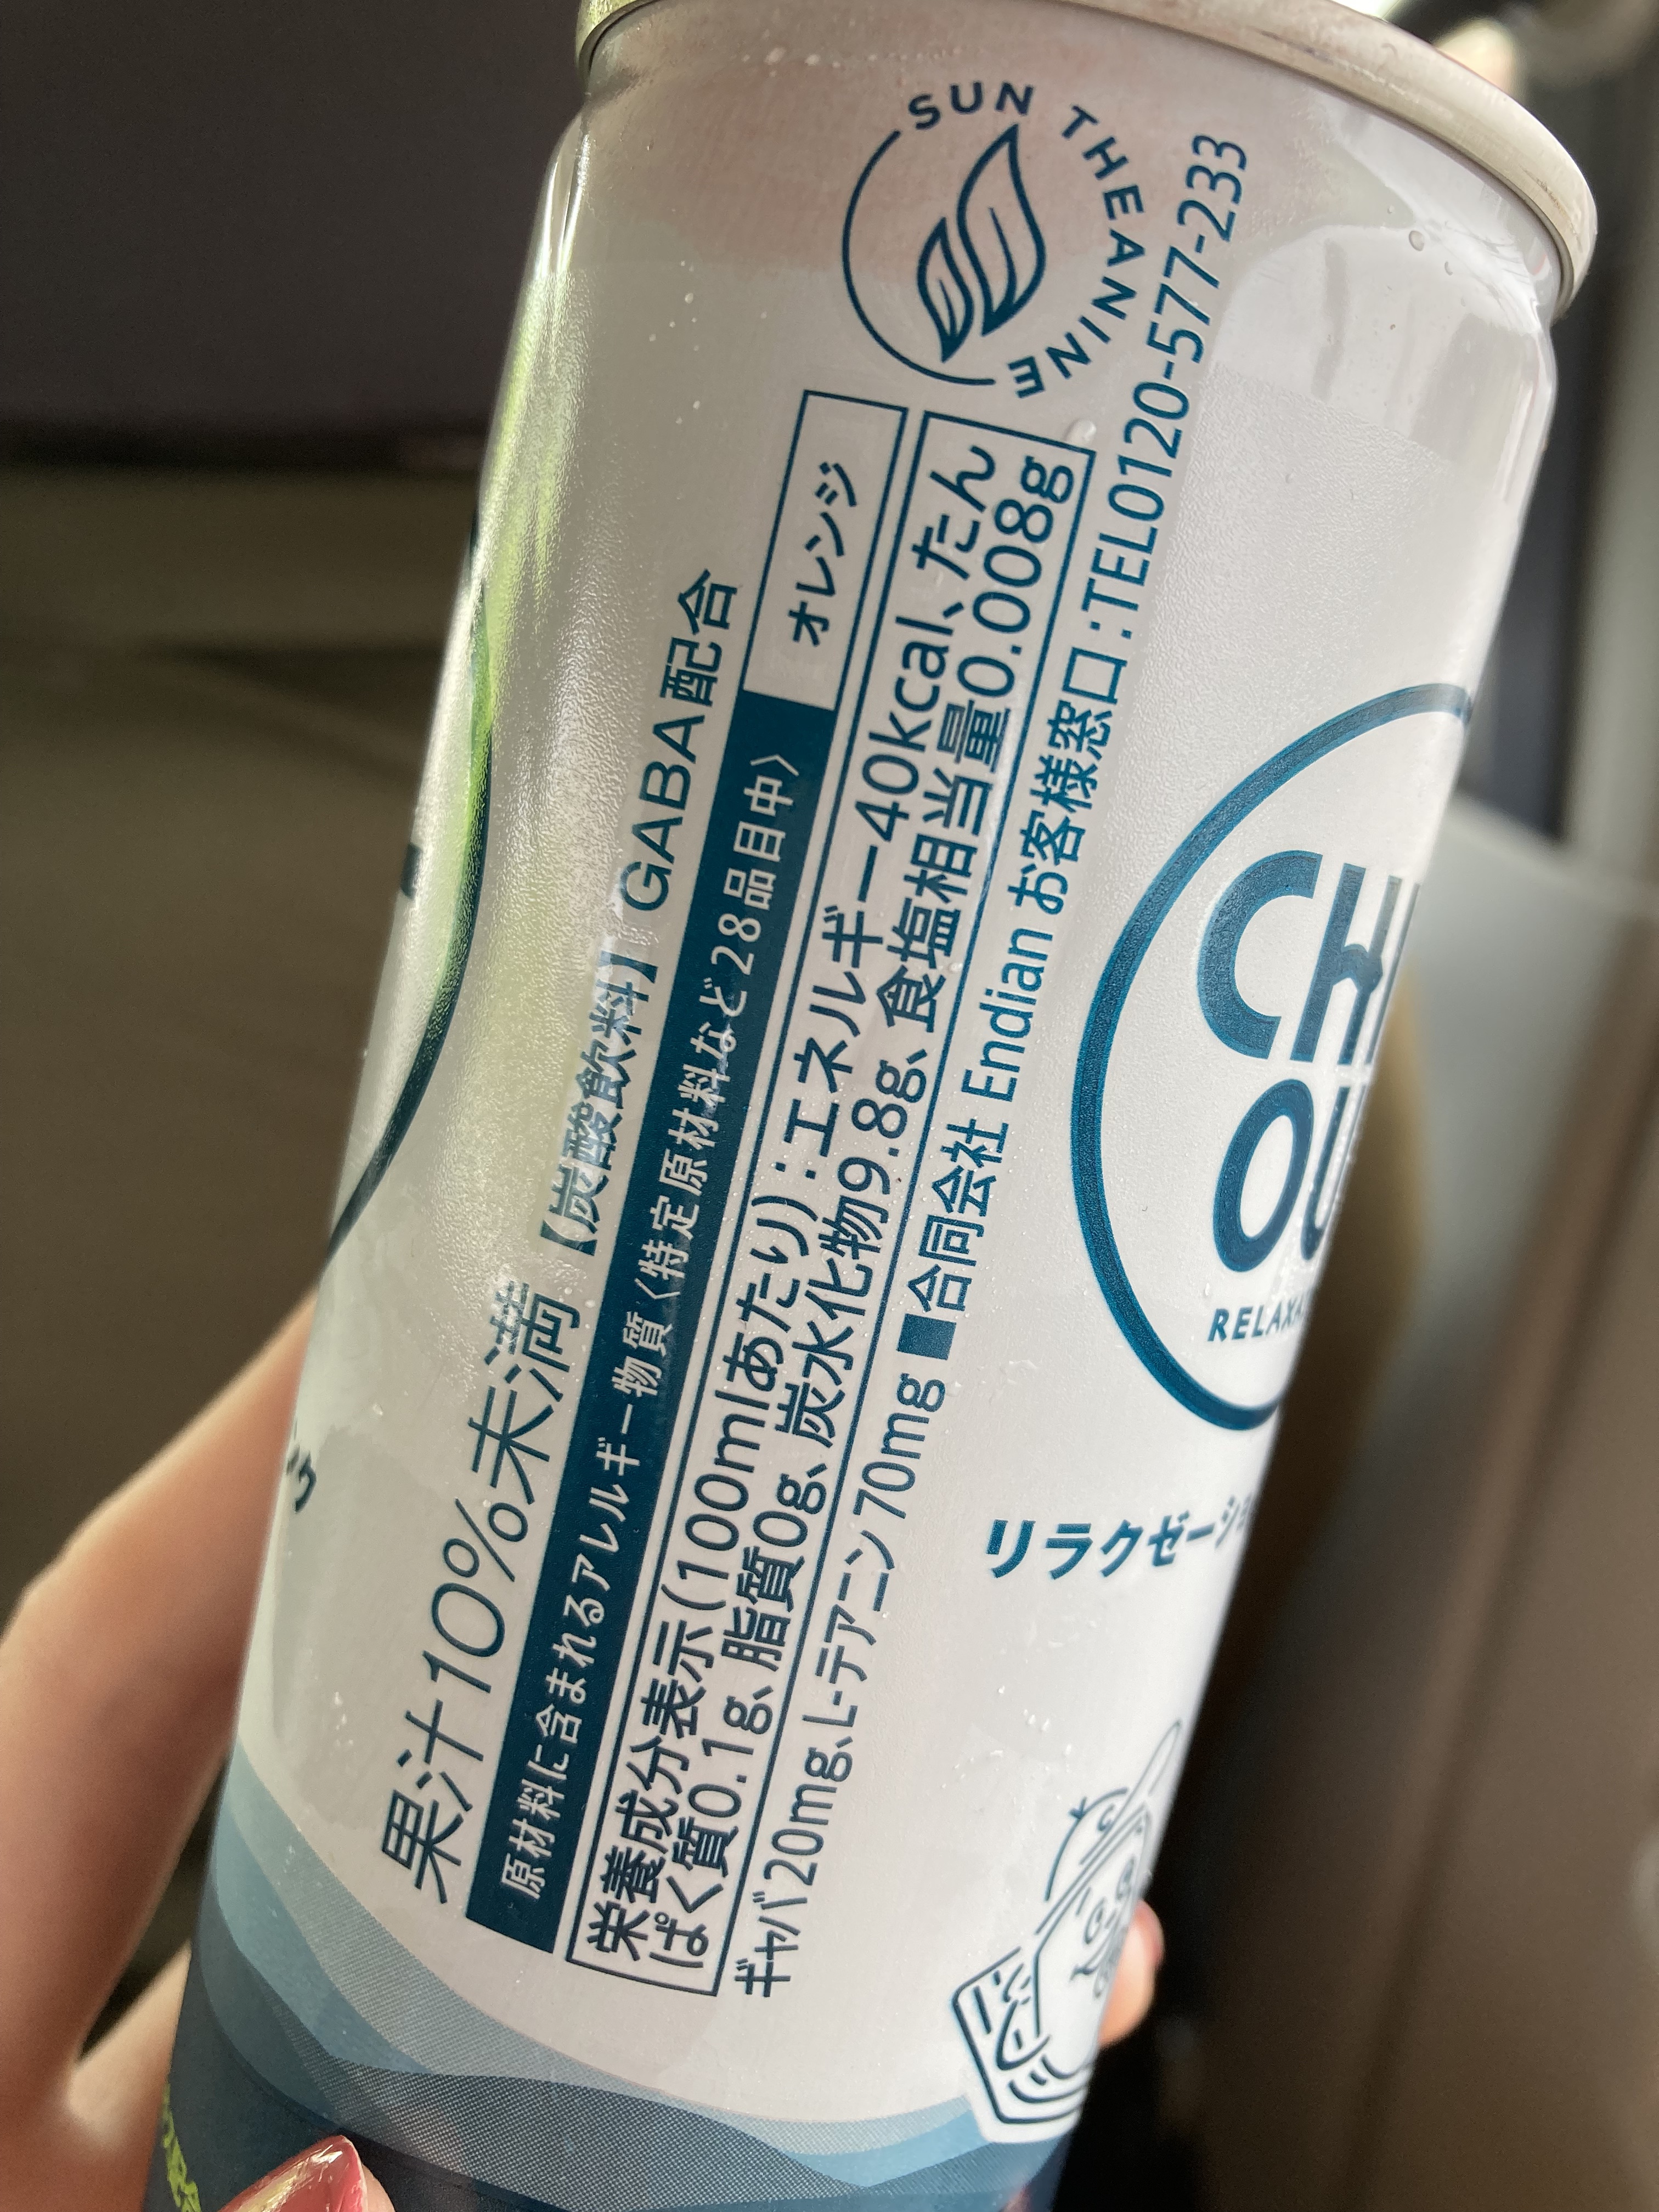 果汁10%未満【炭酸飲料】GABA配合
原材料に含まれるアレルギー物質〈特定原材料など28品目中〉 オレンジ
栄養成分表示(100mlあたり):エネルギー40kcal、たん
ぱく質0.1g、脂質0g、炭水化物9.8g、食塩相当量0.008g
ギャバ20mg、L-テアニン70mg ■合同会社 Endian お客様窓口:TEL0120-577-233
SUN THEANINE
CH
OU
RELAXA
リラクゼーショ